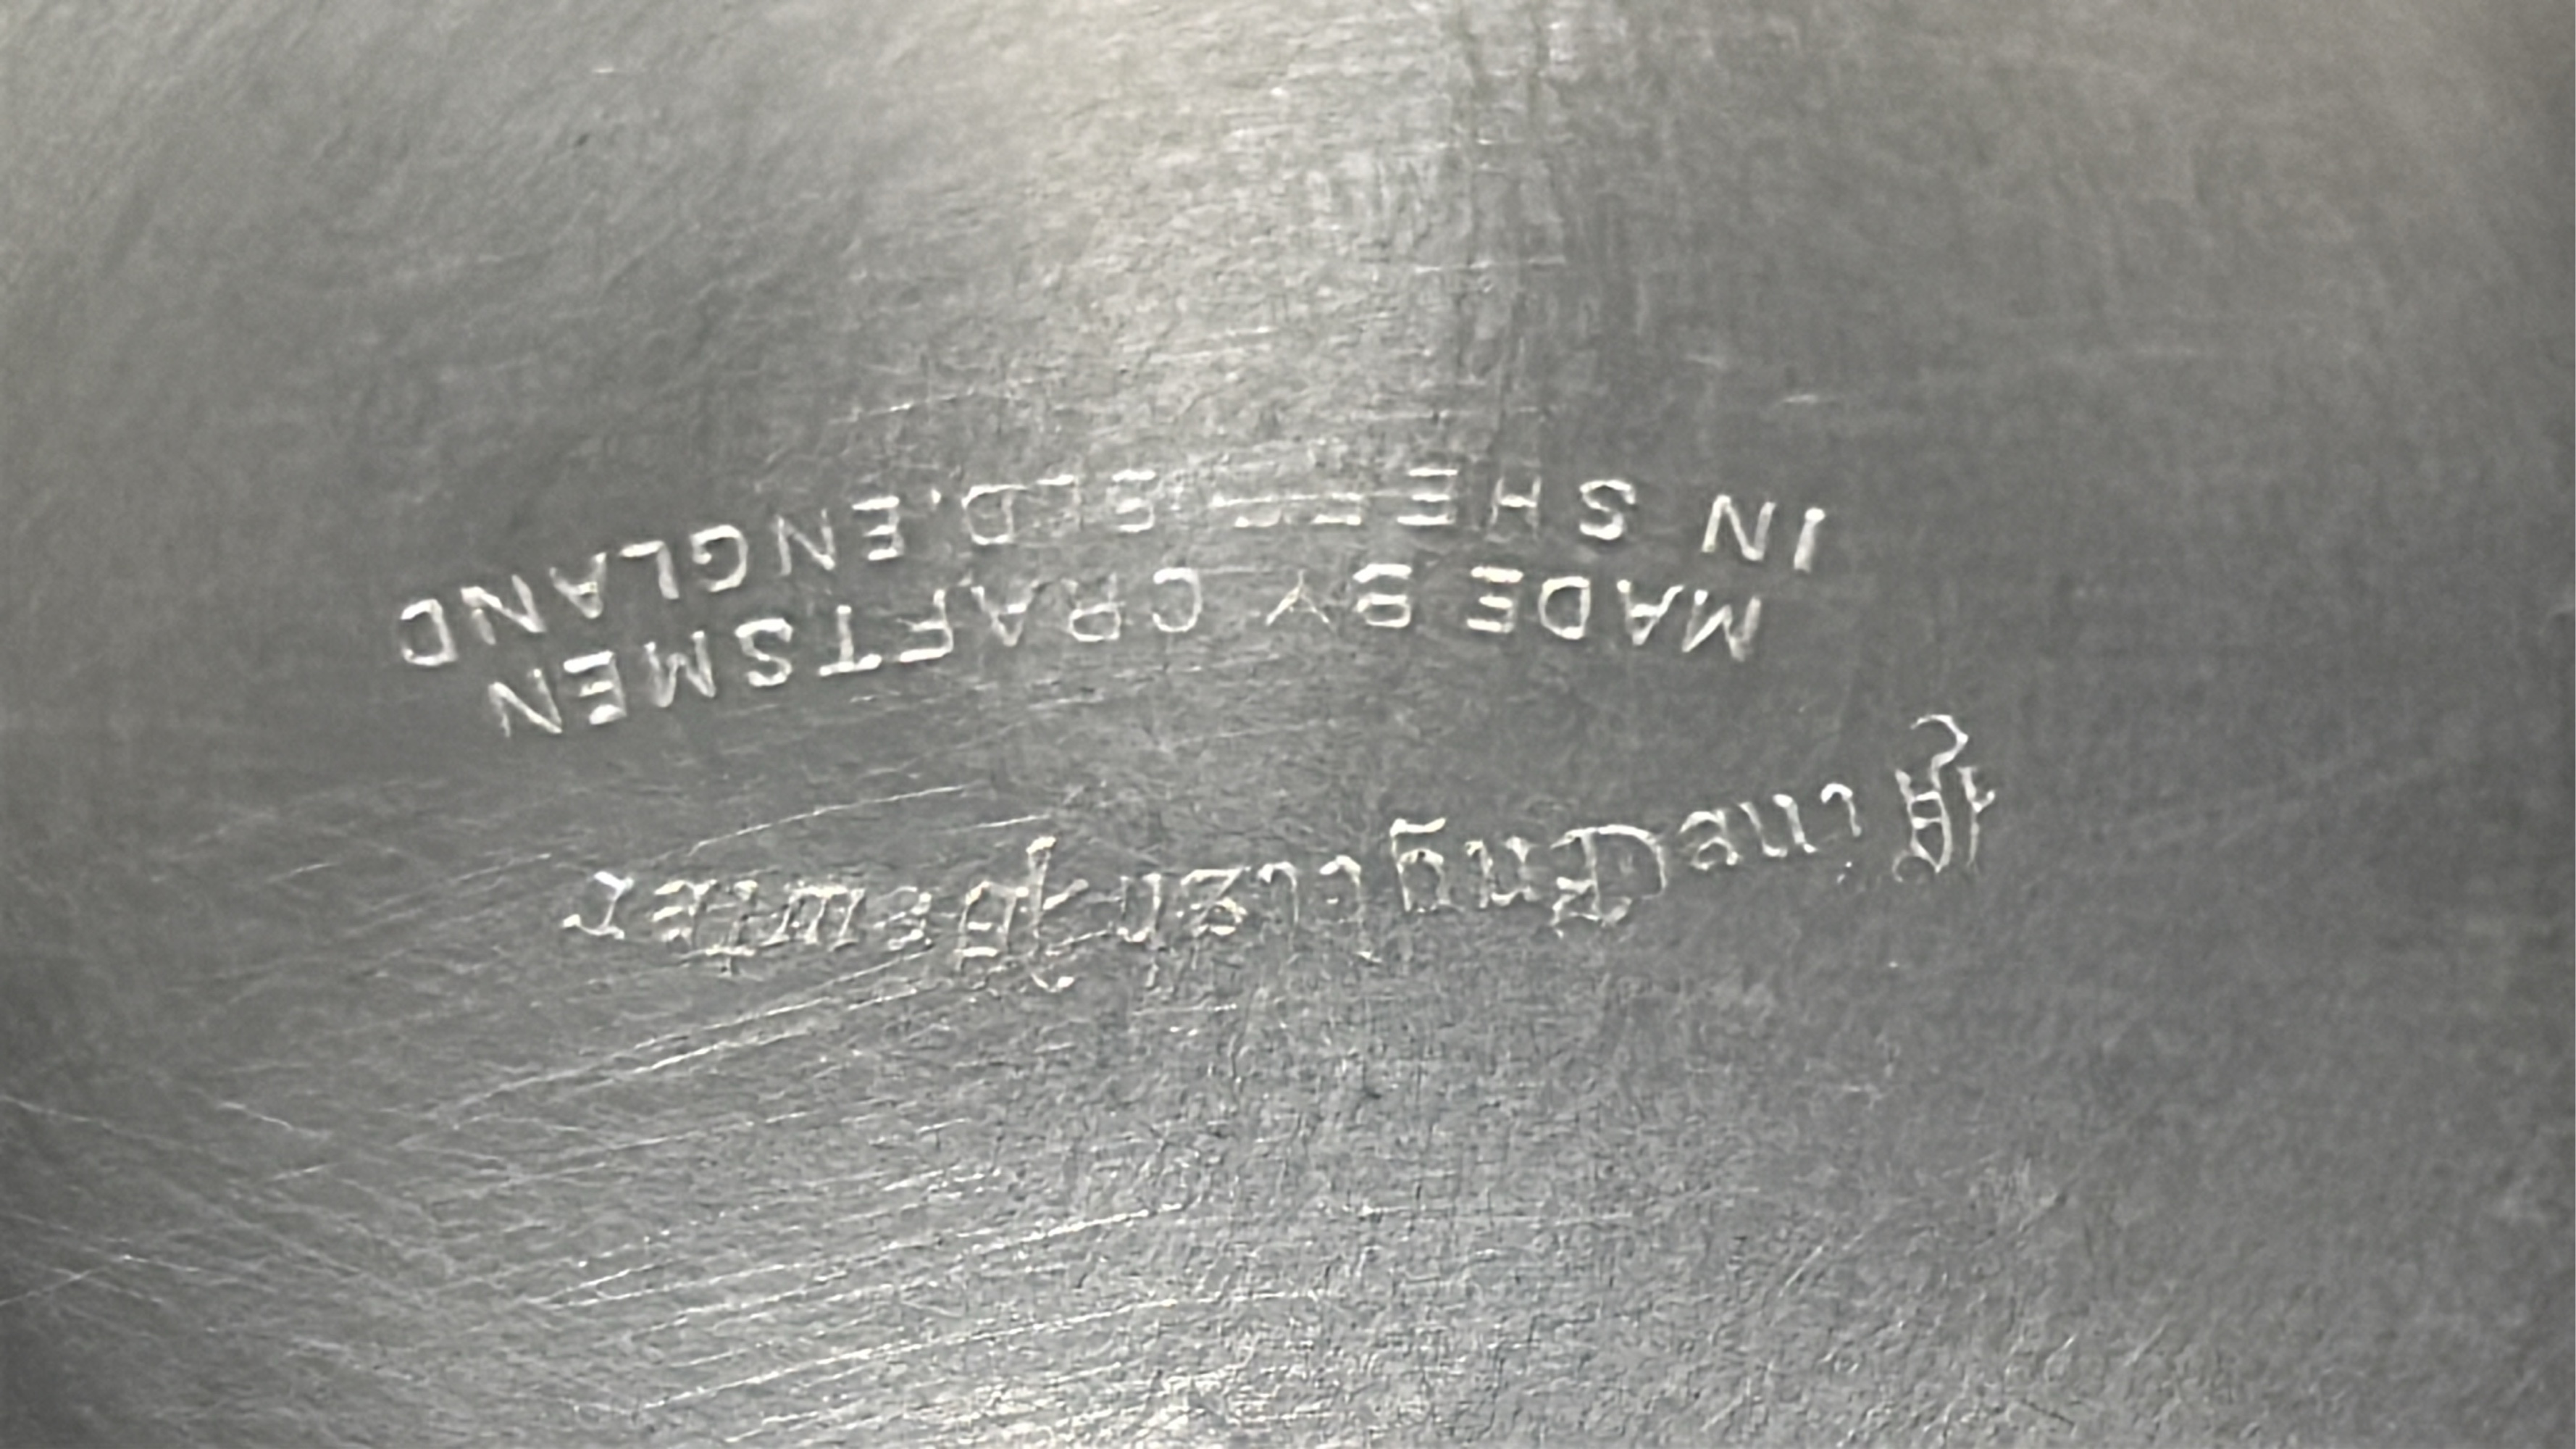 Fine English Pewter
MADE BY CRAFTSMEN
IN SHEFFIELD, ENGLAND